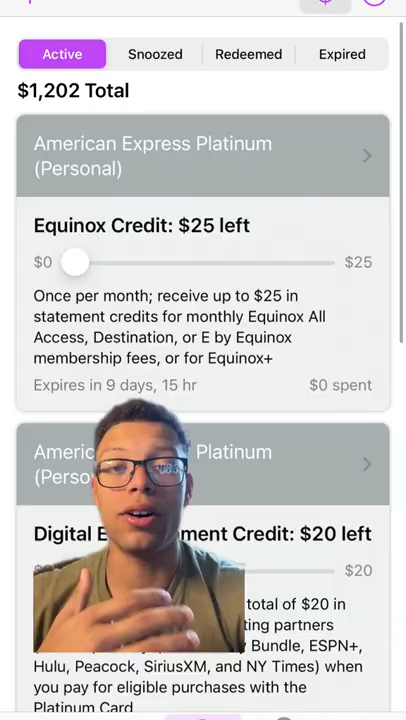 Active Snoozed Redeemed Expired
$1,202 Total
American Express Platinum
(Personal)
Equinox Credit: $25 left
$0 $25
Once per month; receive up to $25 in
statement credits for monthly Equinox All
Access, Destination, or E by Equinox
membership fees, or for Equinox+
Expires in 9 days, 15 hr $0 spent
Platinum
Digital ment Credit: $20 left
$20
total of $20 in
Bundle, ESPN+,
Hulu, Peacock, SiriusXM, and NY Times) when
you pay for eligible purchases with the
Platinum Card